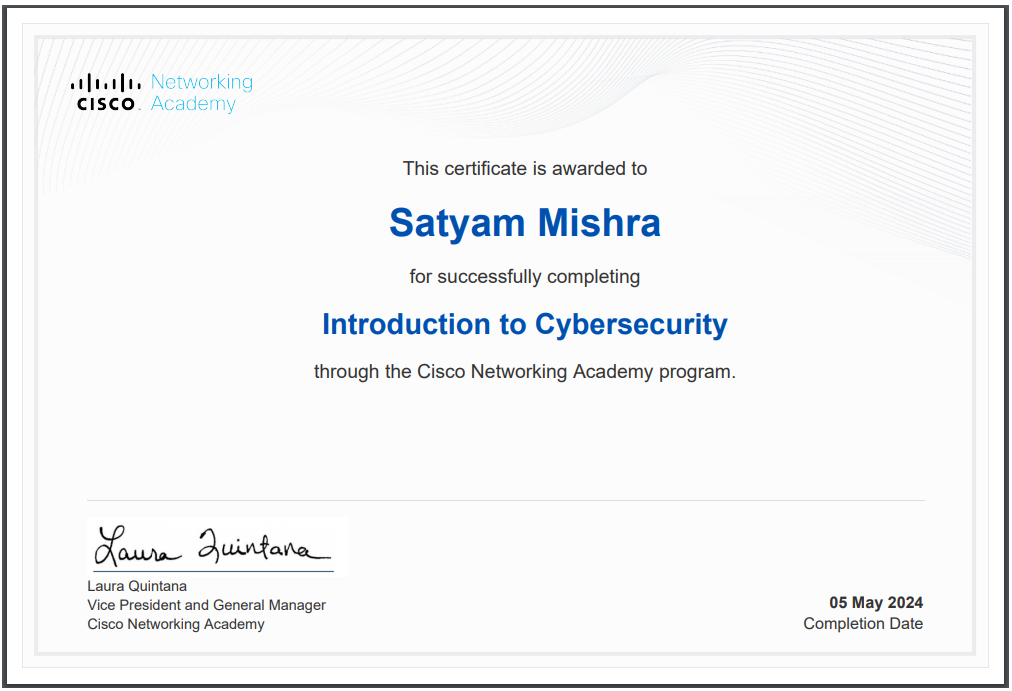 Networking
CISCO. Academy
This certificate is awarded to
Satyam Mishra
for successfully completing
Introduction to Cybersecurity
through the Cisco Networking Academy program.
Laura Quintana
Laura Quintana
Vice President and General Manager
Cisco Networking Academy
05 May 2024
Completion Date